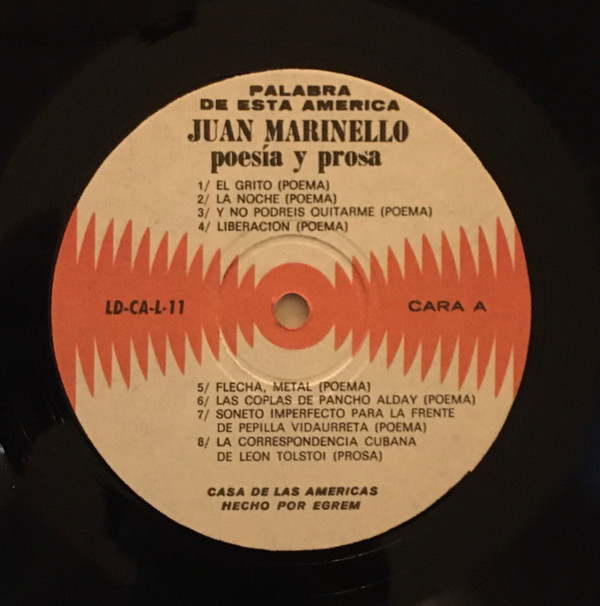 PALABRA
DE ESTA AMERICA
JUAN MARINELLO
poesía y prosa
1/ EL GRITO (POEMA)
2/ LA NOCHE (POEMA)
3/ Y NO PODREIS QUITARME (POEMA)
4/ LIBERACION (POEMA)
LD-CA-L-11
CARA A
5/ FLECHA, METAL (POEMA)
6/ LAS COPLAS DE PANCHO ALDAY (POEMA)
7/ SONETO IMPERFECTO PARA LA FRENTE
DE PEPILLA VIDAURRETA (POEMA)
8/ LA CORRESPONDENCIA CUBANA
DE LEON TOLSTOI (PROSA)
CASA DE LAS AMERICAS
HECHO POR EGREM